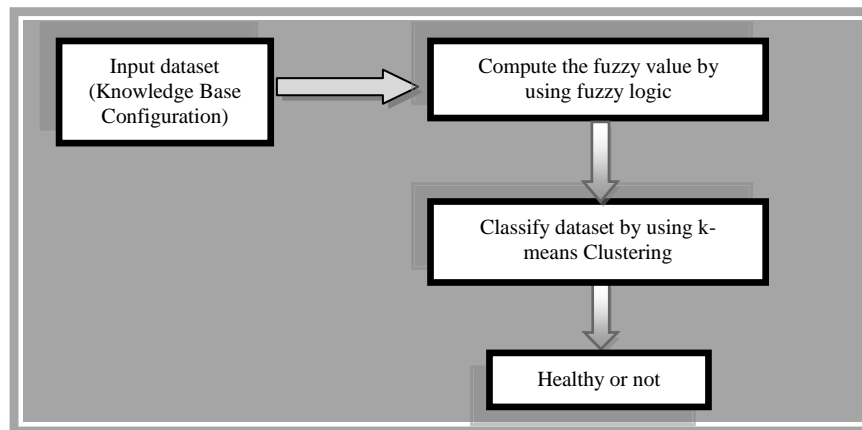 Input dataset
(Knowledge Base
Configuration)
Compute the fuzzy value by
using fuzzy logic
Classify dataset by using k-
means Clustering
Healthy or not